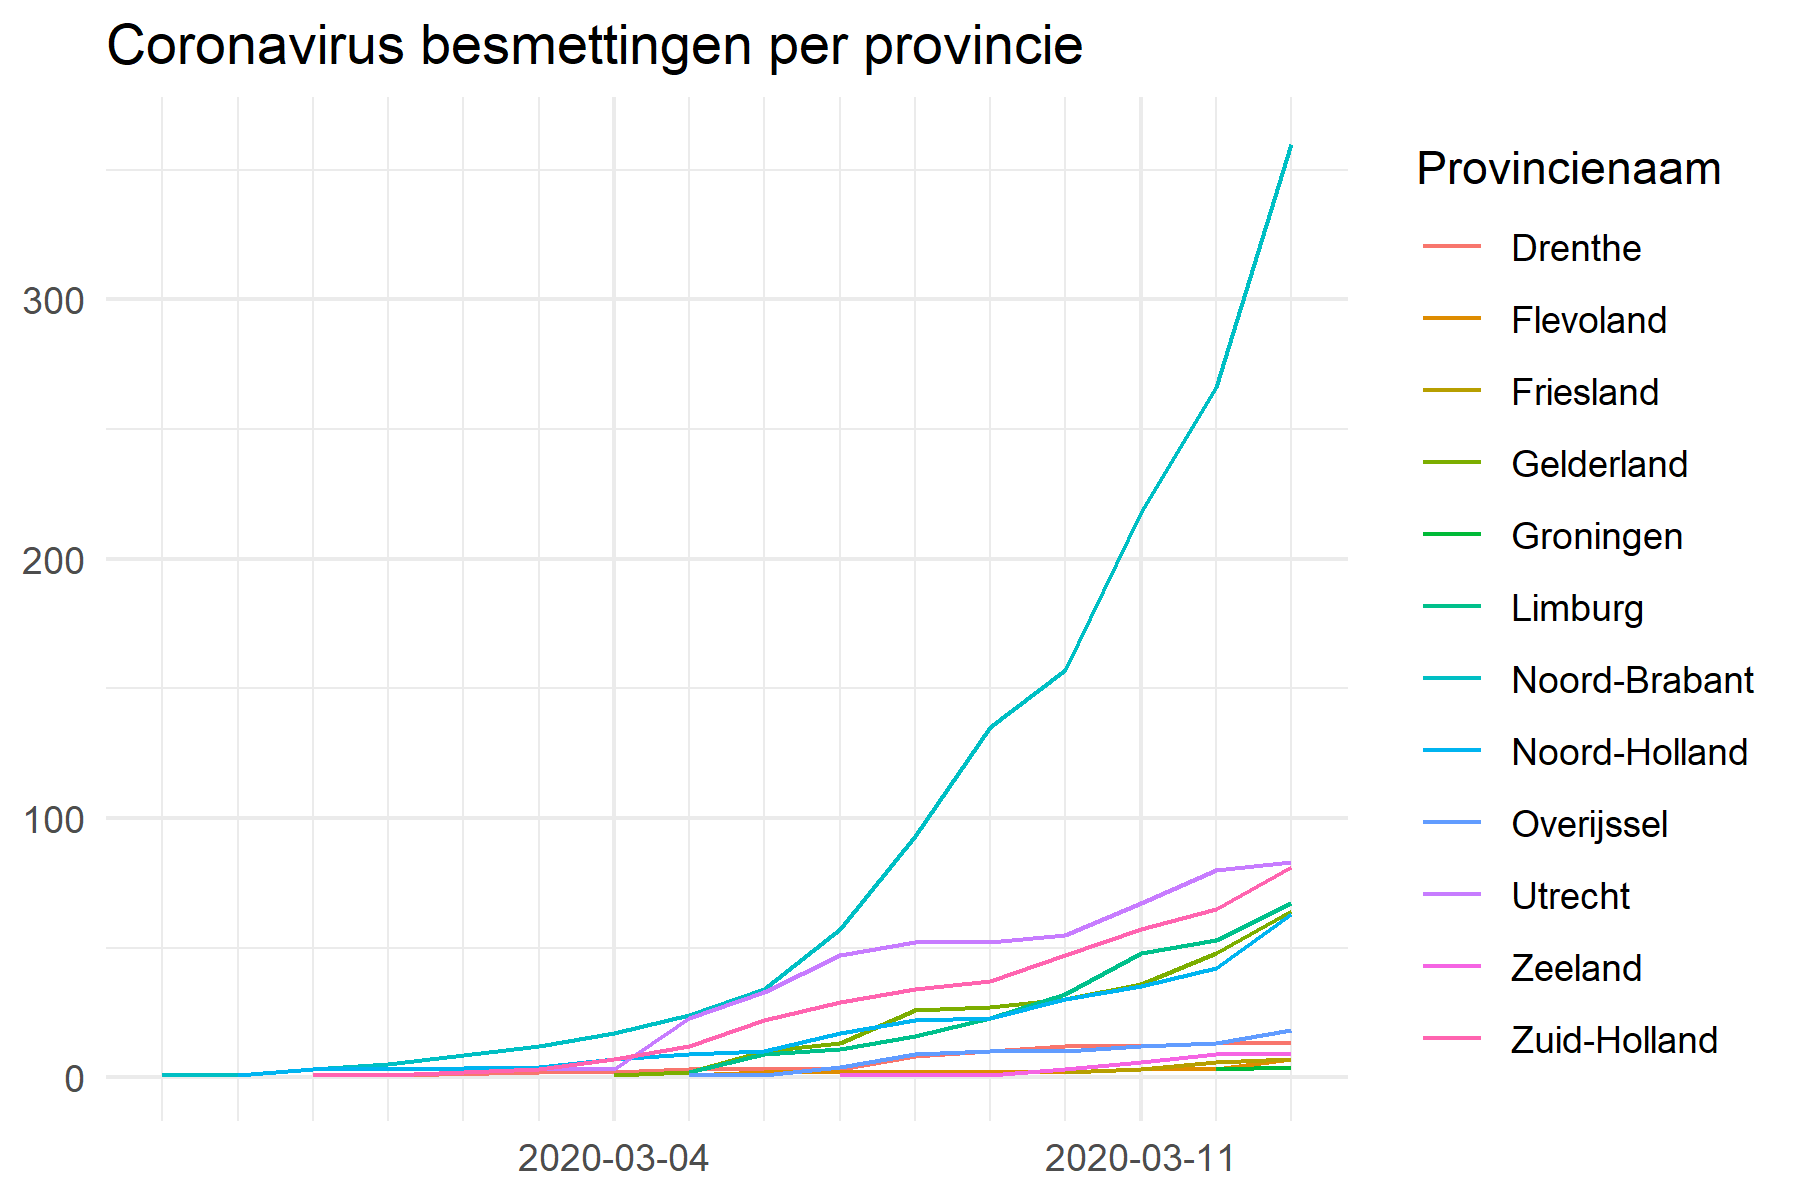 Coronavirus besmettingen per provincie
300
200
100
0
2020-03-04
2020-03-11
Provincienaam
Drenthe
Flevoland
Friesland
Gelderland
Groningen
Limburg
Noord-Brabant
Noord-Holland
Overijssel
Utrecht
Zeeland
Zuid-Holland